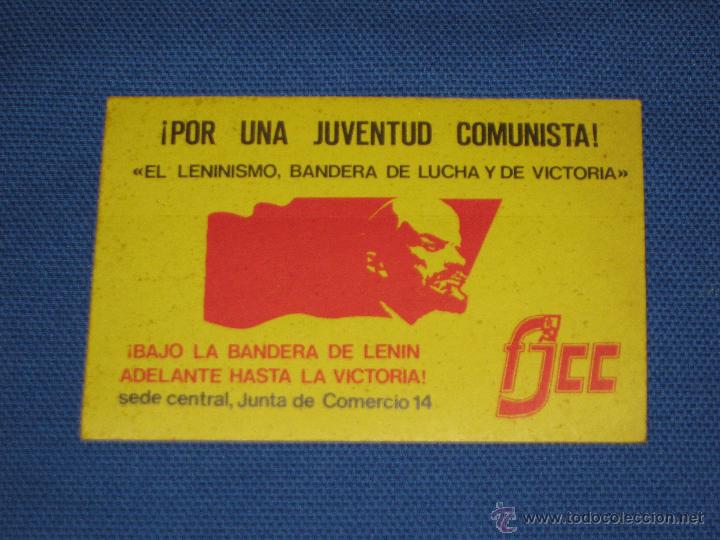 ¡POR UNA JUVENTUD COMUNISTA!
«EL LENINISMO, BANDERA DE LUCHA Y DE VICTORIA»
¡BAJO LA BANDERA DE LENIN
ADELANTE HASTA LA VICTORIA!
sede central, Junta de Comercio 14
fjcc
© www.todocoleccion.net